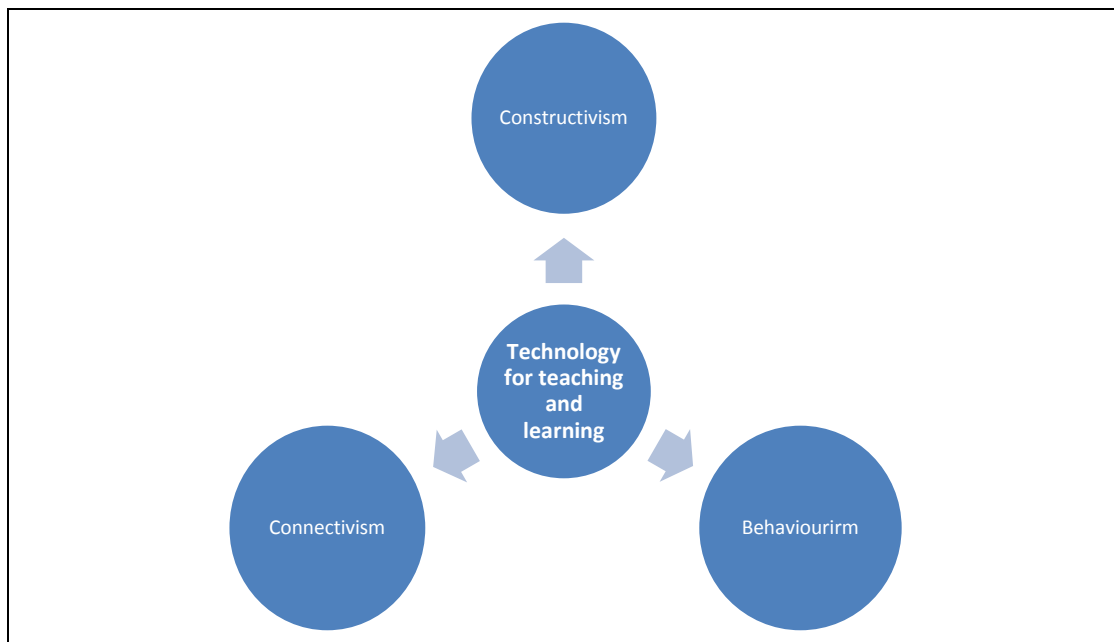 Constructivism
Technology
for teaching
and
learning
Connectivism
Behaviourirm